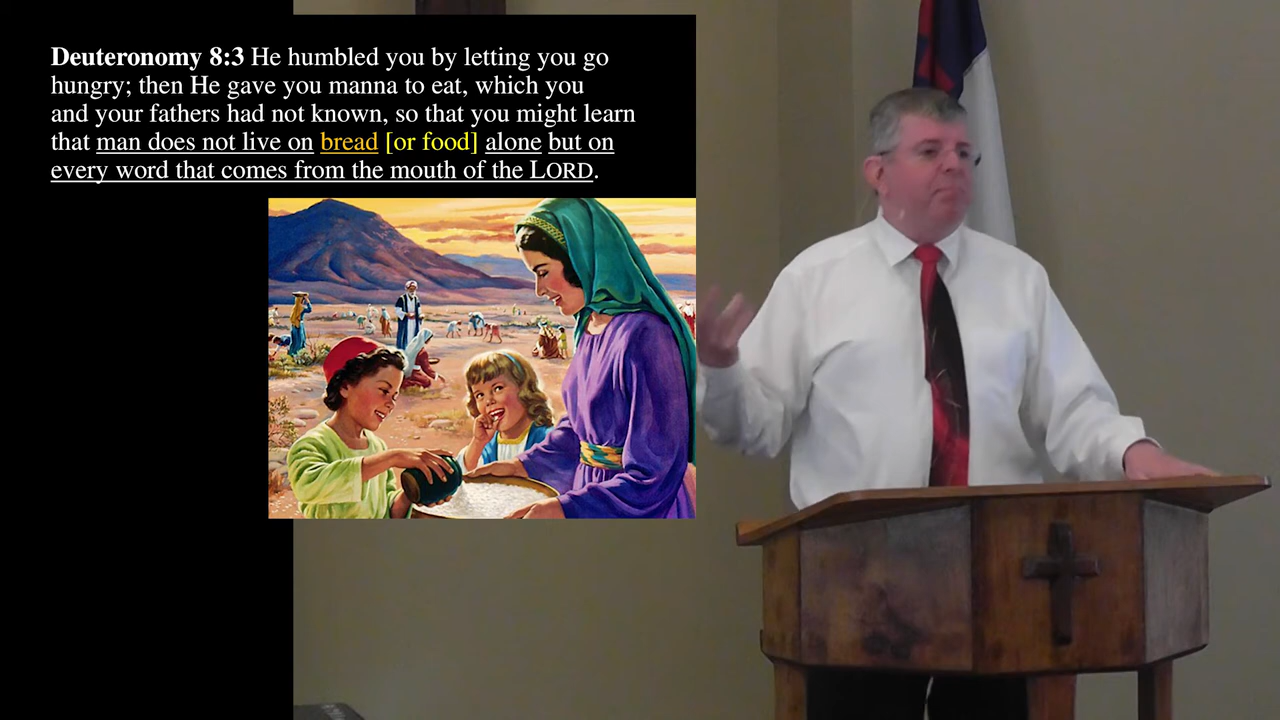 Deuteronomy 8:3 He humbled you by letting you go
hungry; then He gave you manna to eat, which you
and your fathers had not known, so that you might learn
that man does not live on bread [or food] alone but on
every word that comes from the mouth of the LORD.